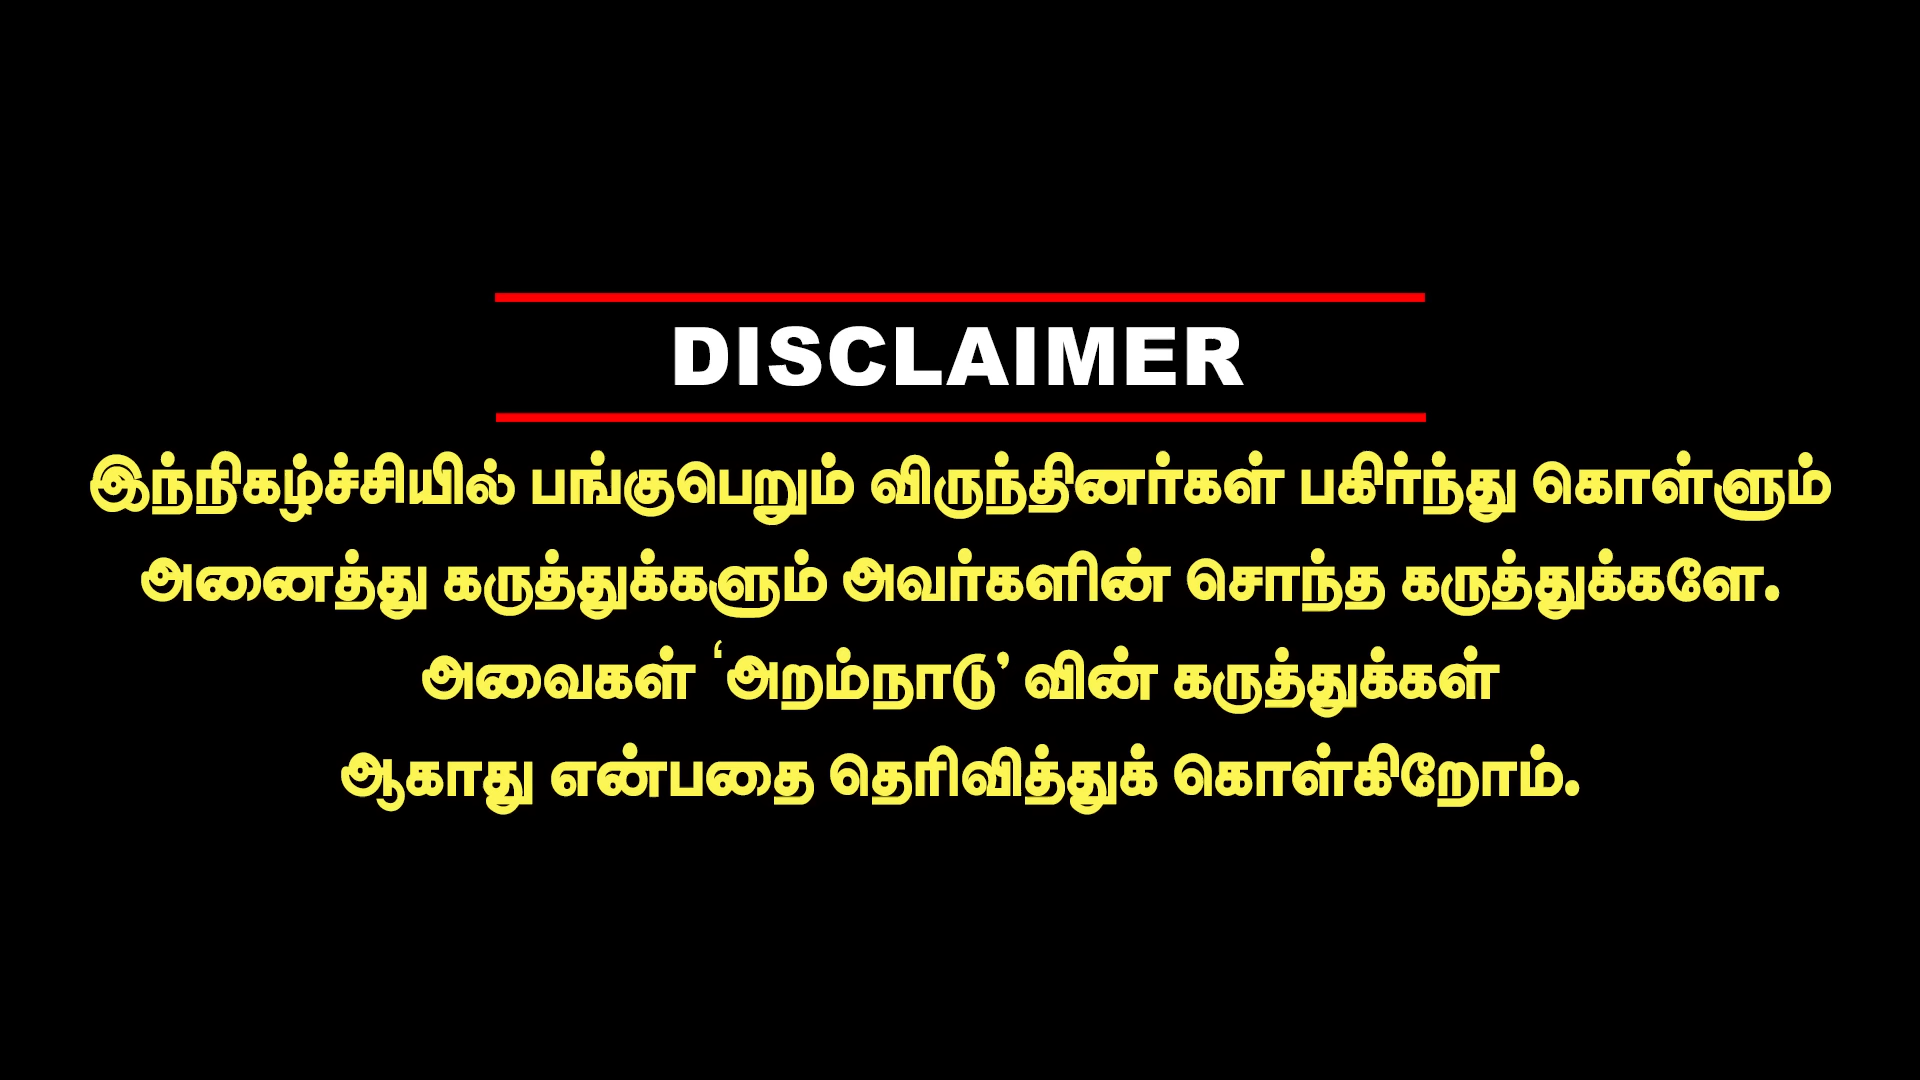 DISCLAIMER
இந்நிகழ்ச்சியில் பங்குபெறும் விருந்தினர்கள் பகிர்ந்து கொள்ளும்
அனைத்து கருத்துக்களும் அவர்களின் சொந்த கருத்துக்களே.
அவைகள் ‘அறம்நாடு’ வின் கருத்துக்கள்
ஆகாது என்பதை தெரிவித்துக் கொள்கிறோம்.